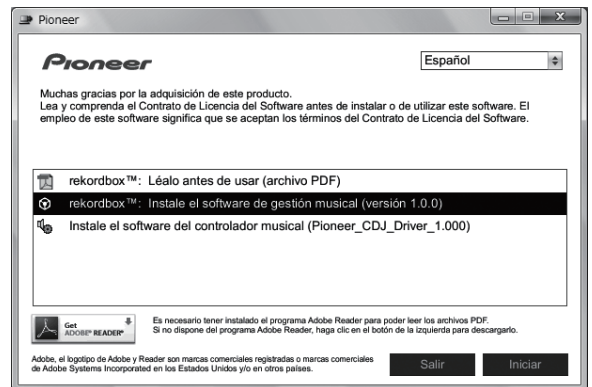 Pioneer
Pioneer
Español
Muchas gracias por la adquisición de este producto.
Lea y comprenda el Contrato de Licencia del Software antes de instalar o de utilizar este software. El
empleo de este software significa que se aceptan los términos del Contrato de Licencia del Software.
rekordbox™: Léalo antes de usar (archivo PDF)
rekordbox™: Instale el software de gestión musical (versión 1.0.0)
Instale el software del controlador musical (Pioneer_CDJ_Driver_1.000)
Get
ADOBE® READER®
Es necesario tener instalado el programa Adobe Reader para poder leer los archivos PDF.
Si no dispone del programa Adobe Reader, haga clic en el botón de la izquierda para descargarlo.
Adobe, el logotipo de Adobe y Reader son marcas comerciales registradas o marcas comerciales
de Adobe Systems Incorporated en los Estados Unidos y/o en otros países.
Salir
Iniciar